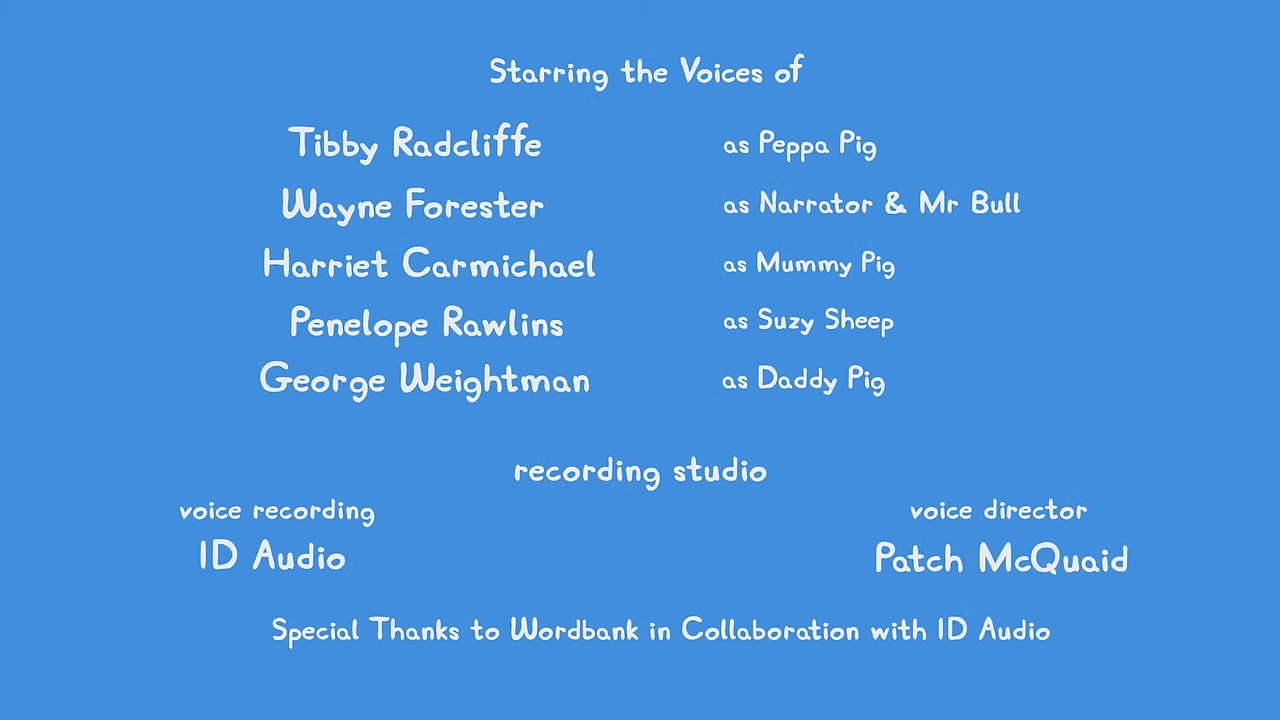 Starring the Voices of
Tibby Radcliffe as Peppa Pig
Wayne Forester as Narrator & Mr Bull
Harriet Carmichael as Mummy Pig
Penelope Rawlins as Suzy Sheep
George Weightman as Daddy Pig
recording studio
voice recording voice director
ID Audio Patch McQuaid
Special Thanks to Wordbank in Collaboration with ID Audio